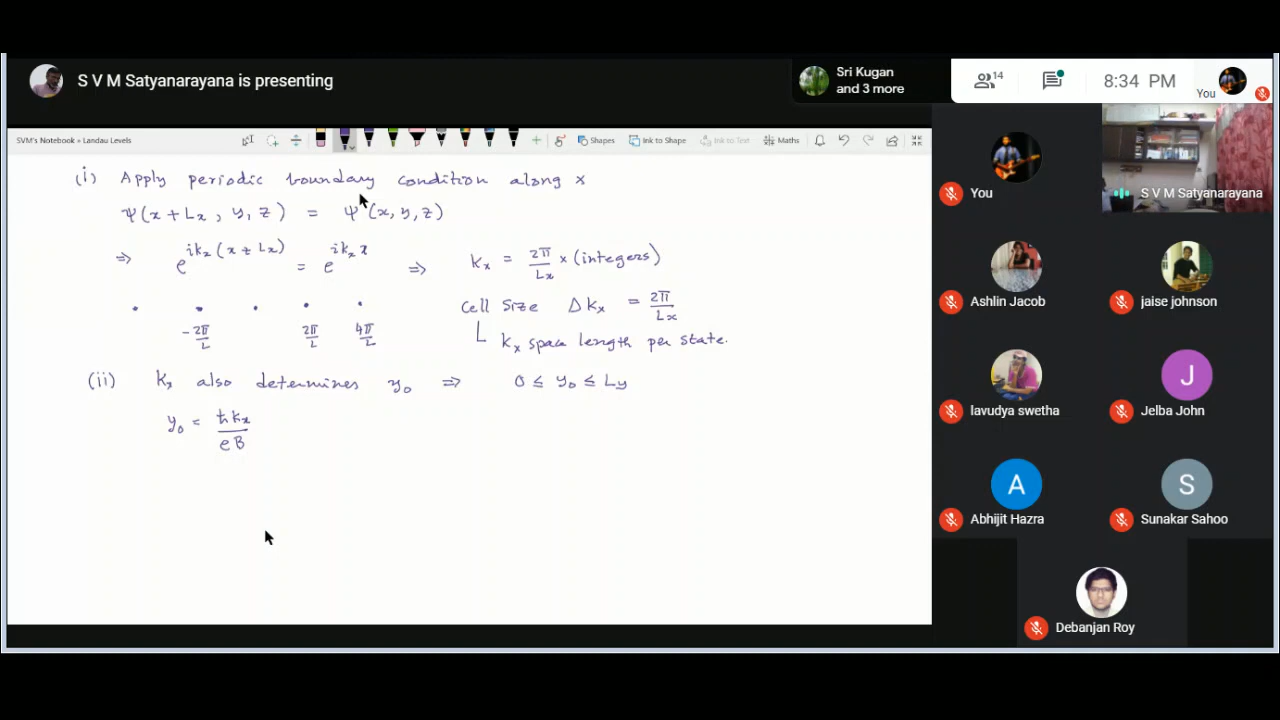 S V M Satyanarayana is presenting
Sri Kugan
and 3 more
14
8:34 PM
You
SVM's Notebook » Landau Levels
Shapes
Ink to Shape
Ink to Text
Maths
(i) Apply periodic boundary condition along x
Ψ(x + Lx, y, z) = Ψ(x, y, z)
⇒ e^{ikx(x + Lx)} = e^{ikx x} ⇒ kx = 2π/Lx × (integers)
Cell Size Δkx = 2π/Lx
-2π/L 2π/L 4π/L
kx space length per state.
(ii) kx also determines y0 ⇒ 0 ≤ y0 ≤ Ly
y0 = ħkx/eB
You
S V M Satyanarayana
Ashlin Jacob
jaise johnson
lavudya swetha
J
Jelba John
A
Abhijit Hazra
S
Sunakar Sahoo
Debanjan Roy